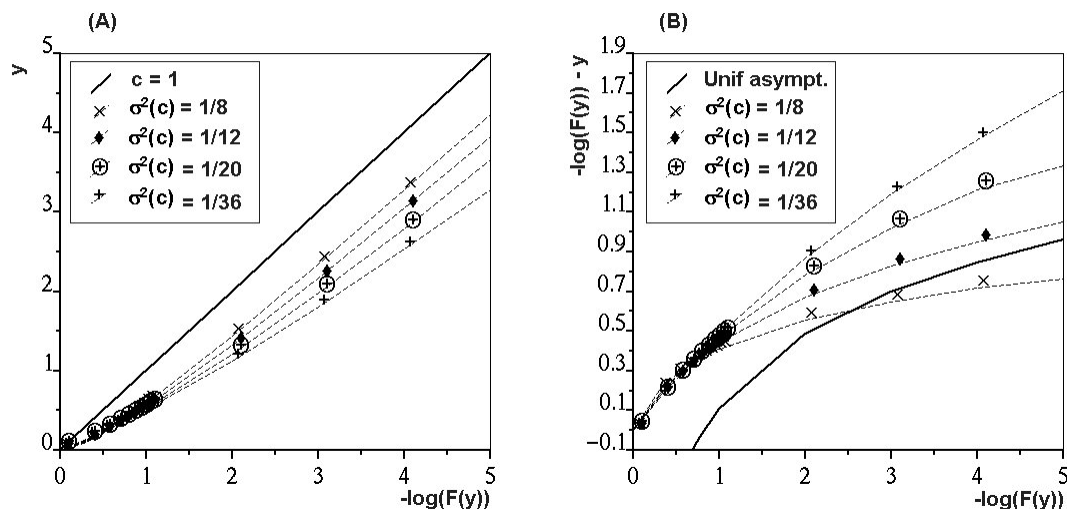 (A)
y
5
4
3
2
1
0
c = 1
σ²(c) = 1/8
σ²(c) = 1/12
σ²(c) = 1/20
σ²(c) = 1/36
0 1 2 3 4 5
-log(F(y))
(B)
-log(F(y)) - y
1.9
1.7
1.5
1.3
1.1
0.9
0.7
0.5
0.3
0.1
−0.1
Unif asympt.
σ²(c) = 1/8
σ²(c) = 1/12
σ²(c) = 1/20
σ²(c) = 1/36
0 1 2 3 4 5
-log(F(y))